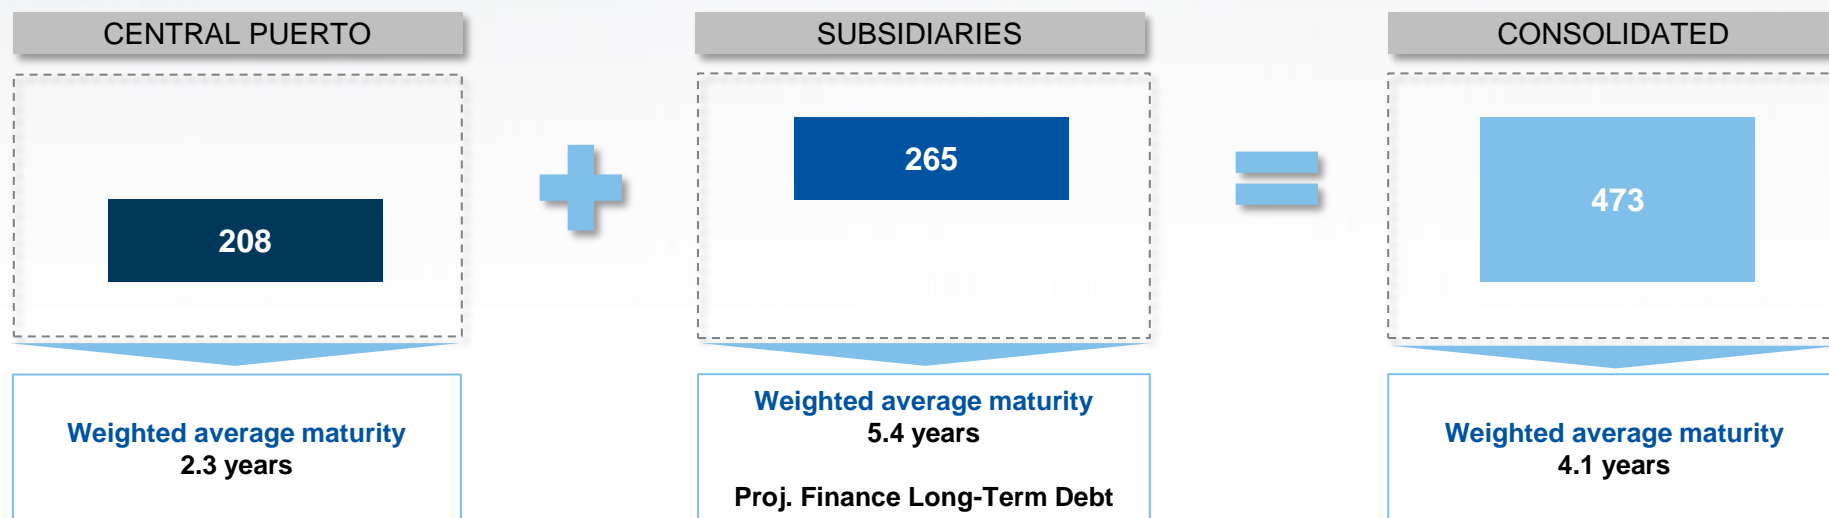 CENTRAL PUERTO
SUBSIDIARIES
CONSOLIDATED
208
265
473
Weighted average maturity
2.3 years
Weighted average maturity
5.4 years
Proj. Finance Long-Term Debt
Weighted average maturity
4.1 years